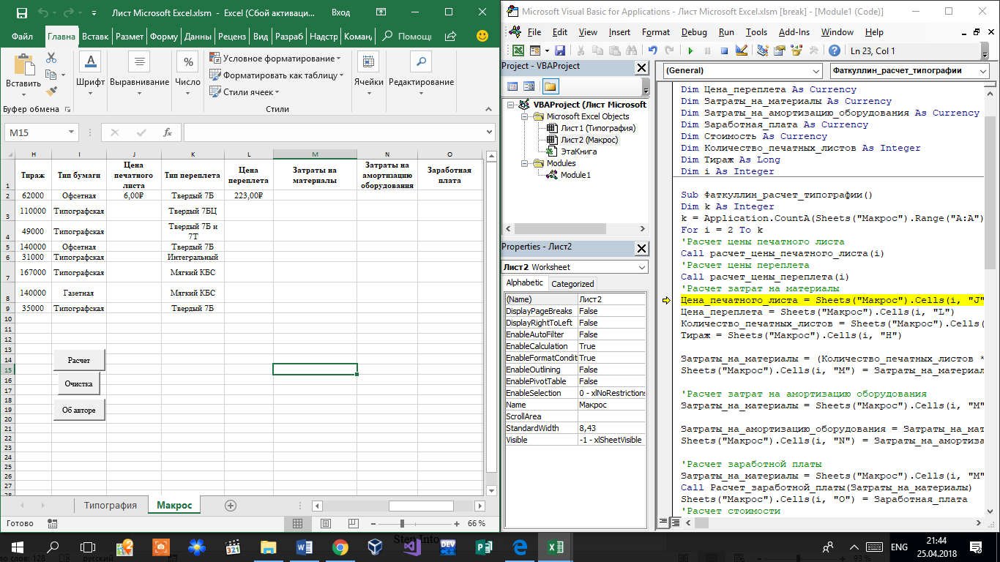 Лист Microsoft Excel.xlsm - Excel (Сбой активаци...
Вход
Файл Главна Вставк Размет Форму Данны Реценз Вид Разраб Надстр Коман, Помощь
Вставить
Буфер обмена
Шрифт
Выравнивание
Число
Условное форматирование
Форматировать как таблицу
Стили ячеек
Стили
Ячейки
Редактирование
M15
fx
H I J K L M N O
1 Тираж Тип бумаги Цена печатного листа Тип переплета Цена переплета Затраты на материалы Затраты на амортизацию оборудования Заработная плата
2 62000 Офсетная 6,00₽ Твердый 7Б 223,00₽
3 110000 Типографская Твердый 7БЦ
4 49000 Типографская Твердый 7Б и 7Т
5 140000 Офсетная Твердый 7Б
6 31000 Типографская Интегральный
7 167000 Типографская Мягкий КБС
8 140000 Газетная Мягкий КБС
9 35000 Типографская Твердый 7Б
10
11
12
13
14
15
16
17
18
19
20
21
22
23
24
25
26
27
28
Расчет
Очистка
Об авторе
Типография Макрос
Готово
66 %
Microsoft Visual Basic for Applications - Лист Microsoft Excel.xlsm [break] - [Module1 (Code)]
File Edit View Insert Format Debug Run Tools Add-Ins Window Help
Ln 23, Col 1
Project - VBAProject
VBAProject (Лист Microsoft
Microsoft Excel Objects
Лист1 (Типография)
Лист2 (Макрос)
ЭтаКнига
Modules
Module1
Properties - Лист2
Лист2 Worksheet
Alphabetic Categorized
(Name) Лист2
DisplayPageBreaks False
DisplayRightToLeft False
EnableAutoFilter False
EnableCalculation True
EnableFormatCondit True
EnableOutlining False
EnablePivotTable False
EnableSelection 0 - xlNoRestrictions
Name Макрос
ScrollArea
StandardWidth 8,43
Visible -1 - xlSheetVisible
(General) Фаткуллин_расчет_типографии
Dim Цена_переплета As Currency
Dim Затраты_на_материалы As Currency
Dim Затраты_на_амортизацию_оборудования As Currency
Dim Заработная_плата As Currency
Dim Стоимость As Currency
Dim Количество_печатных_листов As Integer
Dim Тираж As Long
Dim i As Integer
Sub Фаткуллин_расчет_типографии()
Dim k As Integer
k = Application.CountA(Sheets("Макрос").Range("A:A")
For i = 2 To k
'Расчет цены печатного листа
Call расчет_цены_печатного_листа(i)
'Расчет цены переплета
Call расчет_цены_переплета(i)
'Расчет затрат на материалы
Цена_печатного_листа = Sheets("Макрос").Cells(i, "J"
Цена_переплета = Sheets("Макрос").Cells(i, "L")
Количество_печатных_листов = Sheets("Макрос").Cells(
Тираж = Sheets("Макрос").Cells(i, "H")
Затраты_на_материалы = (Количество_печатных_листов *
Sheets("Макрос").Cells(i, "M") = Затраты_на_материал
'Расчет затрат на амортизацию оборудования
Затраты_на_материалы = Sheets("Макрос").Cells(i, "M"
Затраты_на_амортизацию_оборудования = Затраты_на_мат
Sheets("Макрос").Cells(i, "N") = Затраты_на_амортиза
'Расчет заработной платы
Затраты_на_материалы = Sheets("Макрос").Cells(i, "M"
Call Расчет_заработной_платы(Затраты_на_материалы)
Sheets("Макрос").Cells(i, "O") = Заработная_плата
'Расчет стоимости
Step Into
2
321
DEV
ENG
21:44
25.04.2018
по слов: 128 русский
93 %